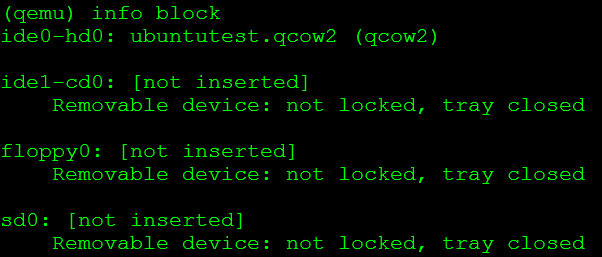 (qemu) info block
ide0-hd0: ubuntutest.qcow2 (qcow2)
ide1-cd0: [not inserted]
Removable device: not locked, tray closed
floppy0: [not inserted]
Removable device: not locked, tray closed
sd0: [not inserted]
Removable device: not locked, tray closed